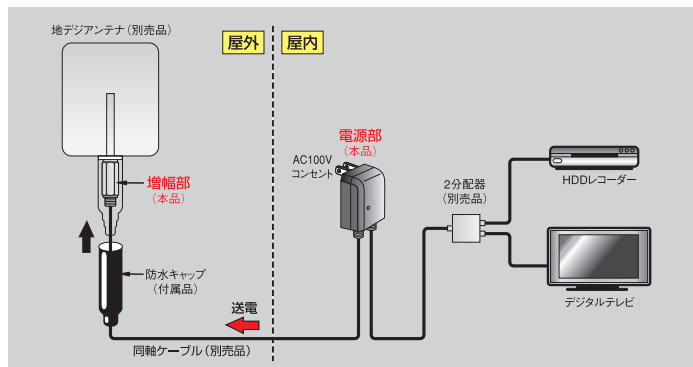 地デジアンテナ（別売品）
屋外
屋内
電源部
（本品）
AC100V
コンセント
増幅部
（本品）
2分配器
（別売品）
HDDレコーダー
防水キャップ
（付属品）
デジタルテレビ
送電
同軸ケーブル（別売品）